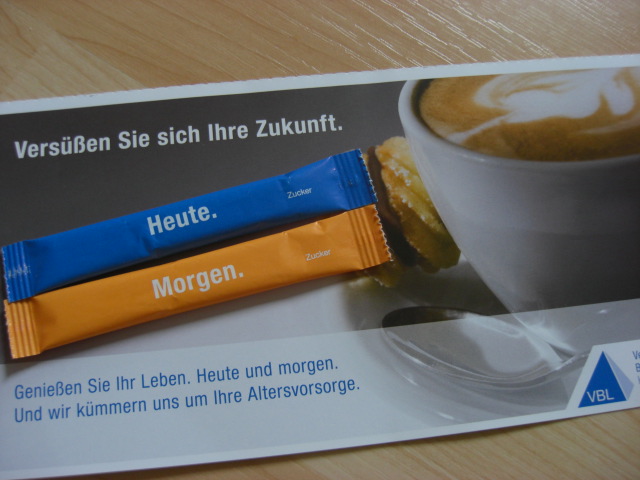 Versüßen Sie sich Ihre Zukunft.
Heute.
Zucker
Morgen.
Zucker
Genießen Sie Ihr Leben. Heute und morgen.
Und wir kümmern uns um Ihre Altersvorsorge.
VBL